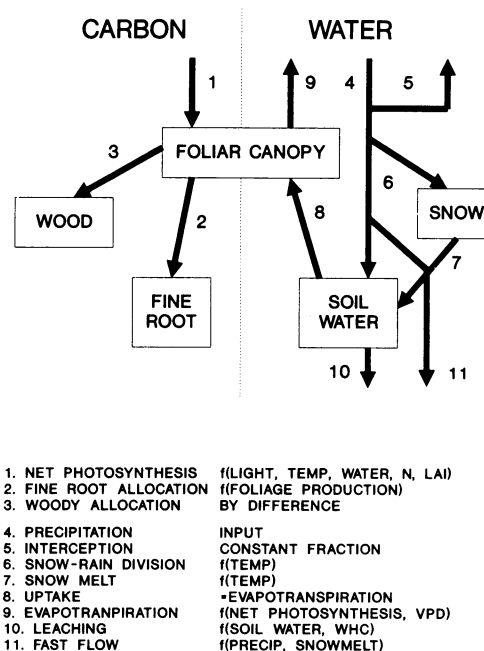 CARBON WATER
1 9 4 5
3 FOLIAR CANOPY
WOOD 2 8 6 SNOW
7
FINE ROOT SOIL WATER
10 11
1. NET PHOTOSYNTHESIS f(LIGHT, TEMP, WATER, N, LAI)
2. FINE ROOT ALLOCATION f(FOLIAGE PRODUCTION)
3. WOODY ALLOCATION BY DIFFERENCE
4. PRECIPITATION INPUT
5. INTERCEPTION CONSTANT FRACTION
6. SNOW-RAIN DIVISION f(TEMP)
7. SNOW MELT f(TEMP)
8. UPTAKE =EVAPOTRANSPIRATION
9. EVAPOTRANPIRATION f(NET PHOTOSYNTHESIS, VPD)
10. LEACHING f(SOIL WATER, WHC)
11. FAST FLOW f(PRECIP, SNOWMELT)